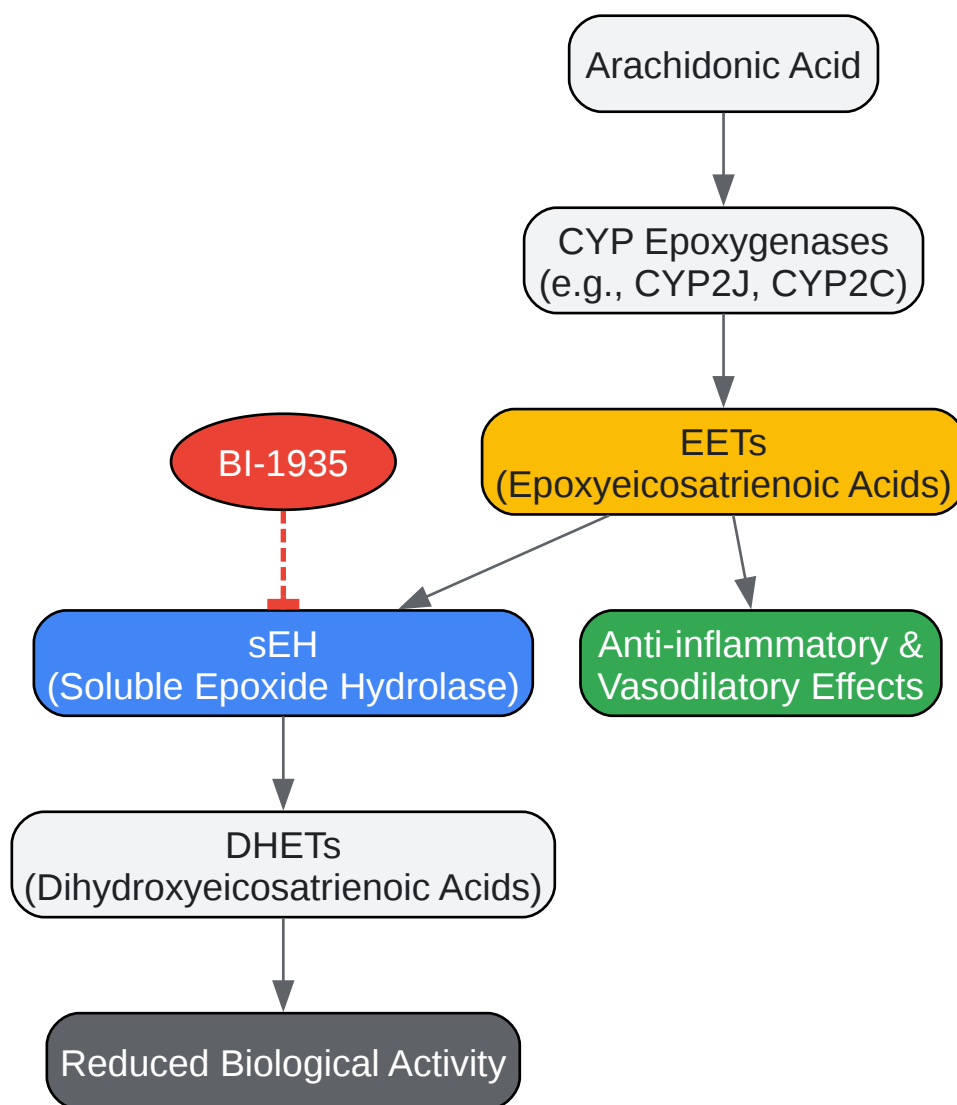 Arachidonic Acid
CYP Epoxygenases
(e.g., CYP2J, CYP2C)
EETs
(Epoxyeicosatrienoic Acids)
BI-1935
sEH
(Soluble Epoxide Hydrolase)
Anti-inflammatory &
Vasodilatory Effects
DHETs
(Dihydroxyeicosatrienoic Acids)
Reduced Biological Activity